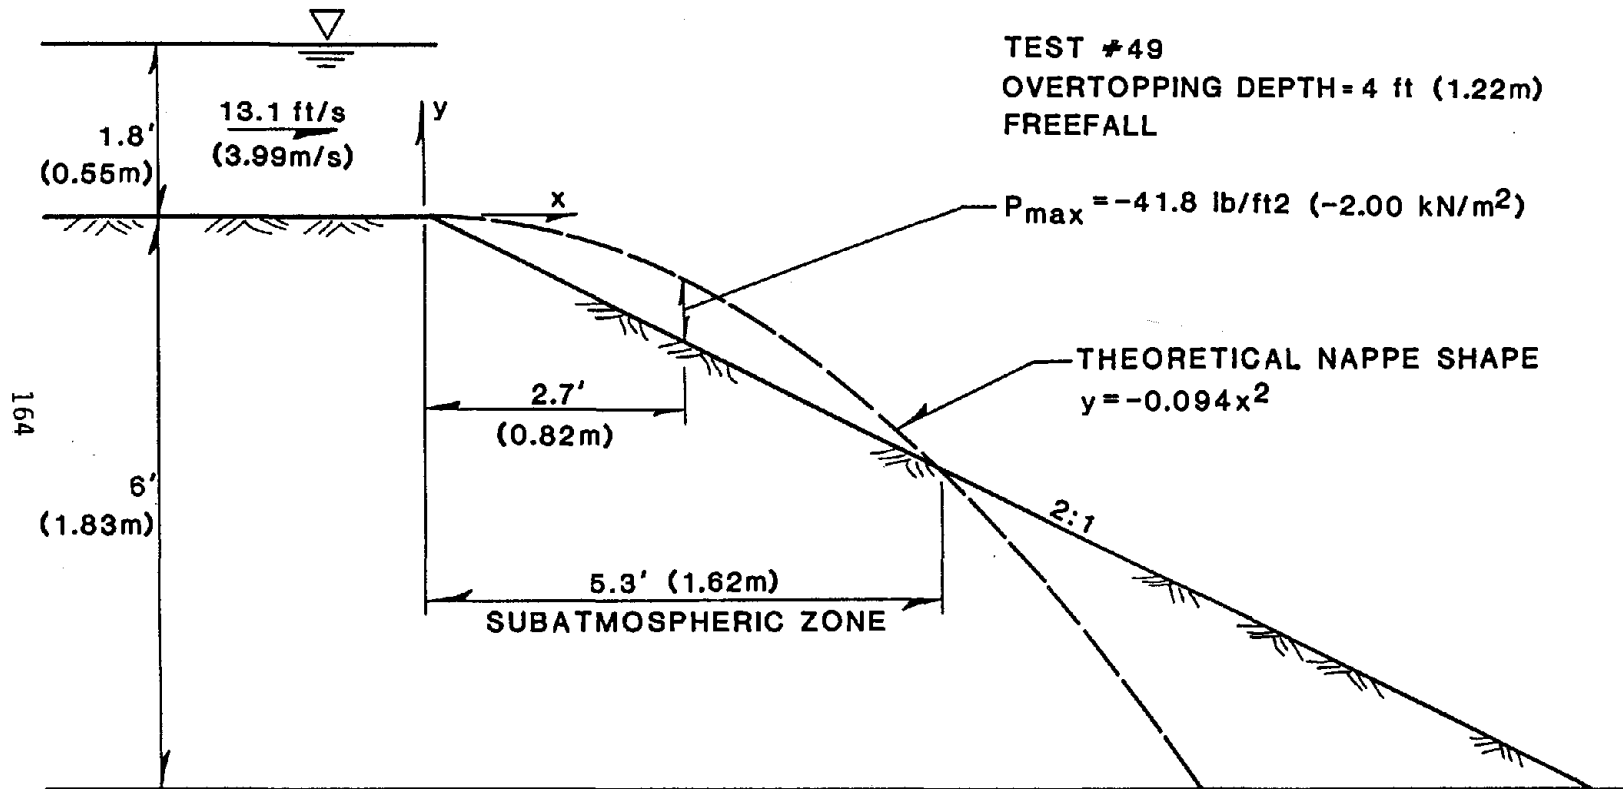 TEST #49
OVERTOPPING DEPTH = 4 ft (1.22m)
FREEFALL
13.1 ft/s
(3.99m/s)
y
1.8'
(0.55m)
x
Pmax = -41.8 lb/ft2 (-2.00 kN/m²)
THEORETICAL NAPPE SHAPE
y = -0.094x²
2.7'
(0.82m)
164
6'
(1.83m)
2:1
5.3' (1.62m)
SUBATMOSPHERIC ZONE